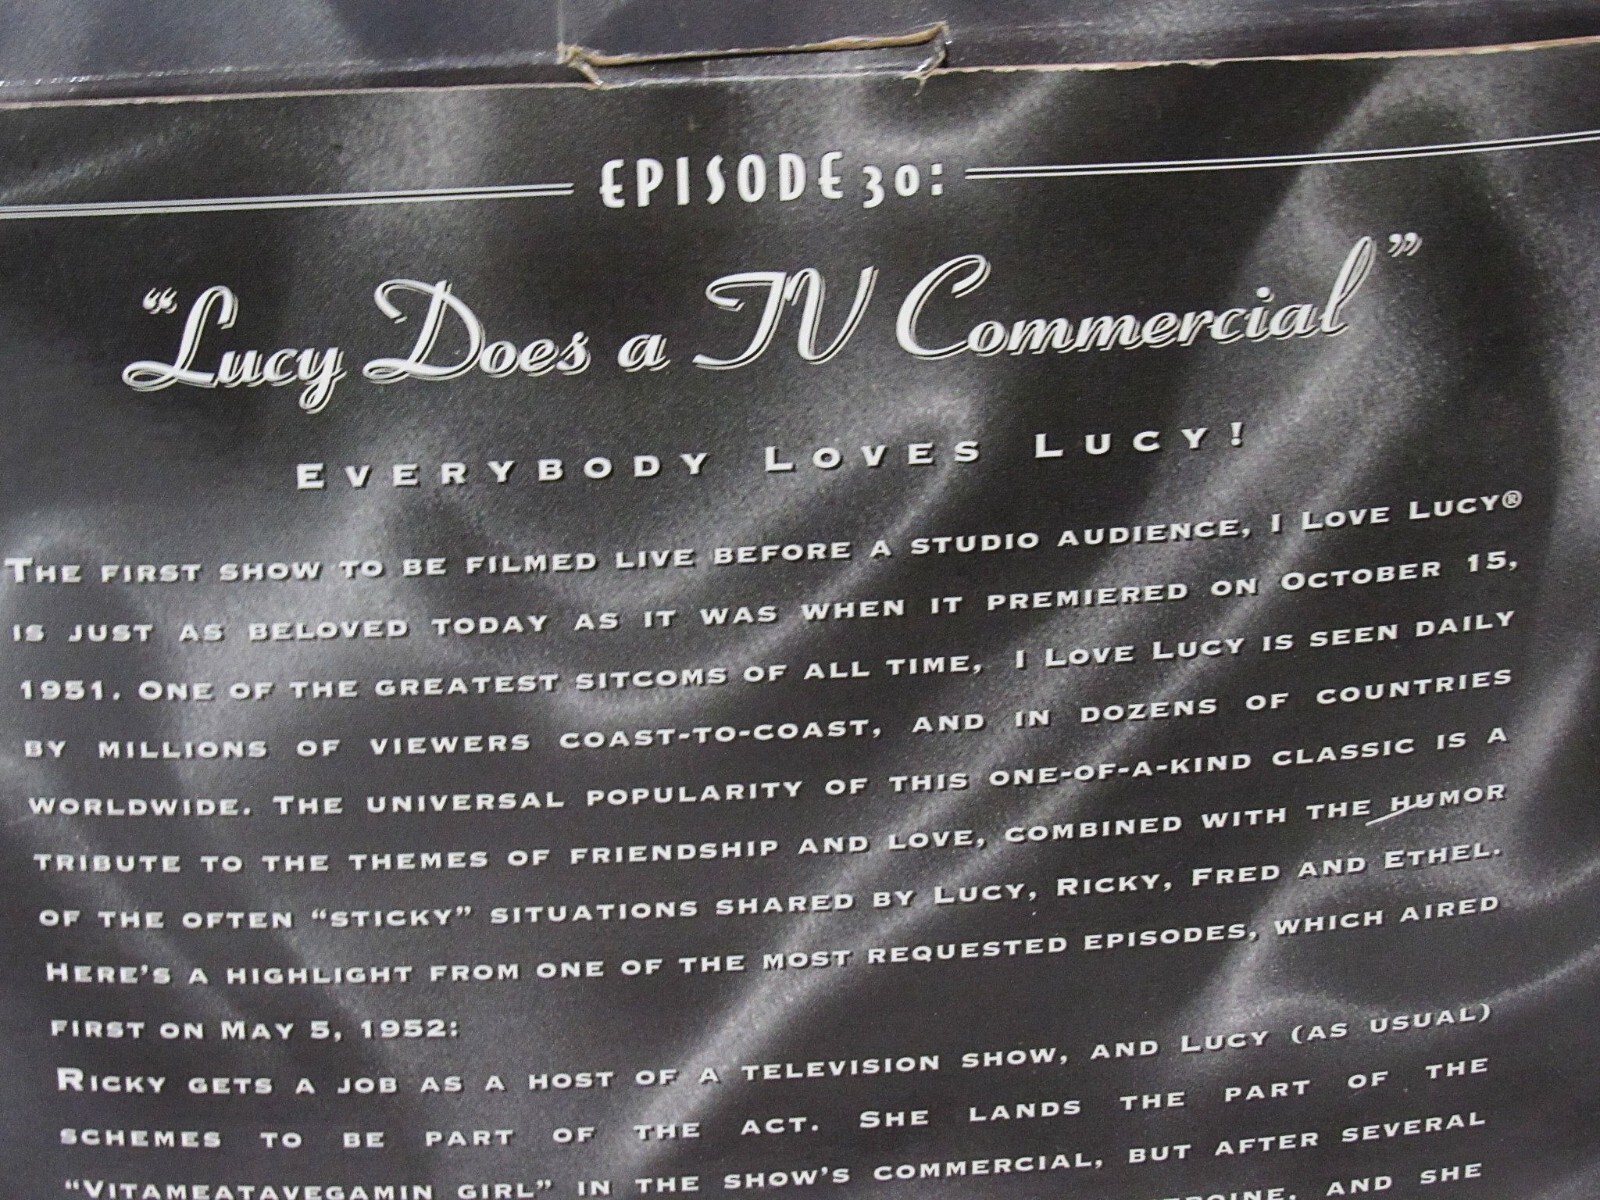 EPISODE 30:
“Lucy Does a TV Commercial”
EVERYBODY LOVES LUCY!
THE FIRST SHOW TO BE FILMED LIVE BEFORE A STUDIO AUDIENCE, I LOVE LUCY®
IS JUST AS BELOVED TODAY AS IT WAS WHEN IT PREMIERED ON OCTOBER 15,
1951. ONE OF THE GREATEST SITCOMS OF ALL TIME, I LOVE LUCY IS SEEN DAILY
BY MILLIONS OF VIEWERS COAST-TO-COAST, AND IN DOZENS OF COUNTRIES
WORLDWIDE. THE UNIVERSAL POPULARITY OF THIS ONE-OF-A-KIND CLASSIC IS A
TRIBUTE TO THE THEMES OF FRIENDSHIP AND LOVE, COMBINED WITH THE HUMOR
OF THE OFTEN “STICKY” SITUATIONS SHARED BY LUCY, RICKY, FRED AND ETHEL.
HERE'S A HIGHLIGHT FROM ONE OF THE MOST REQUESTED EPISODES, WHICH AIRED
FIRST ON MAY 5, 1952:
RICKY GETS A JOB AS A HOST OF A TELEVISION SHOW, AND LUCY (AS USUAL)
SCHEMES TO BE PART OF THE ACT. SHE LANDS THE PART OF THE
“VITAMEATAVEGAMIN GIRL” IN THE SHOW'S COMMERCIAL, BUT AFTER SEVERAL
AND SHE